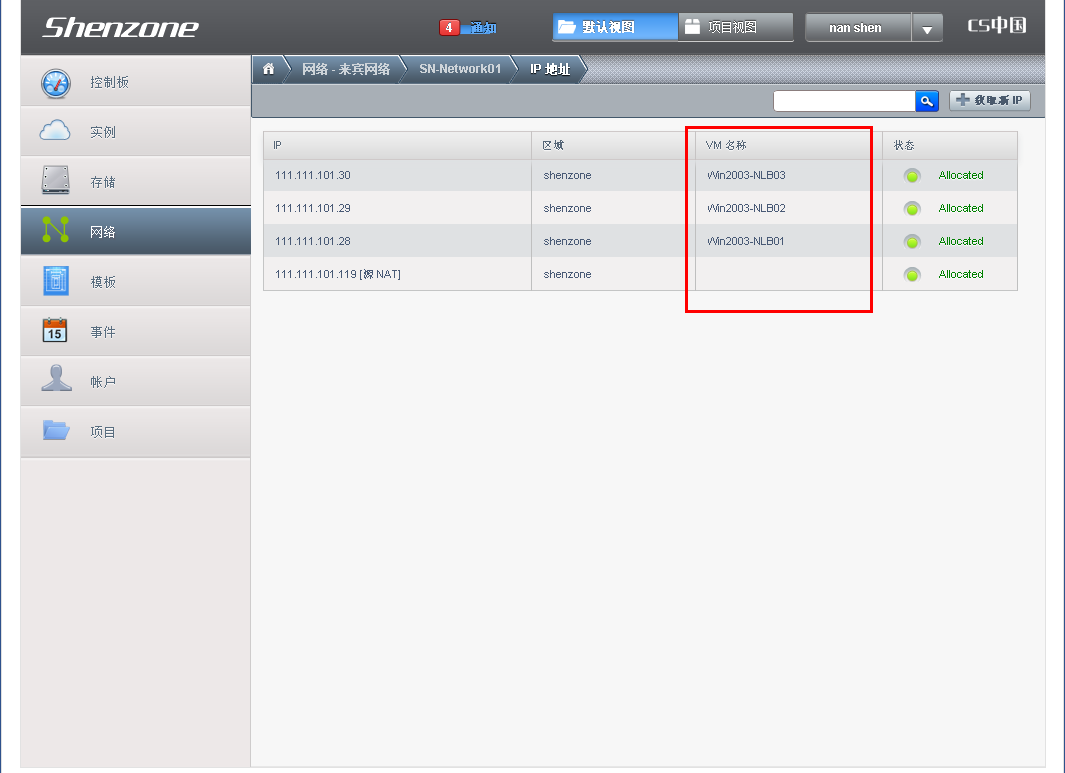 Shenzone
4 通知
默认视图
项目视图
nan shen
CS中国
控制板
实例
存储
网络
模板
15
事件
帐户
项目
网络 - 来宾网络
SN-Network01
IP 地址
获取新 IP
IP 区域 VM 名称 状态
111.111.101.30 shenzone Win2003-NLB03 Allocated
111.111.101.29 shenzone Win2003-NLB02 Allocated
111.111.101.28 shenzone Win2003-NLB01 Allocated
111.111.101.119 [源 NAT] shenzone Allocated